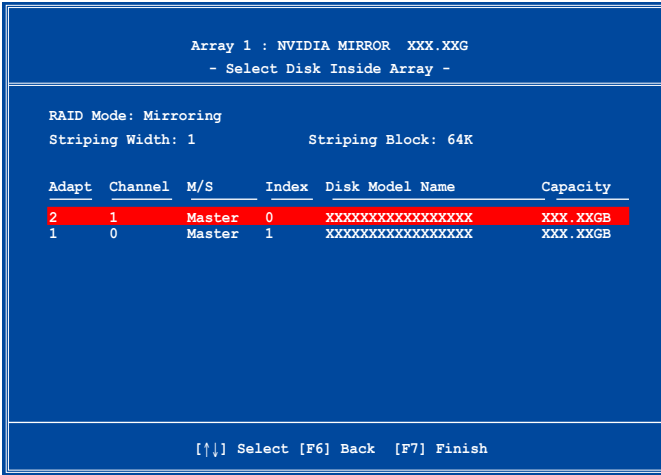 Array 1 : NVIDIA MIRROR XXX.XXG
- Select Disk Inside Array -
RAID Mode: Mirroring
Striping Width: 1 Striping Block: 64K
Adapt Channel M/S Index Disk Model Name Capacity
2 1 Master 0 XXXXXXXXXXXXXXXXX XXX.XXGB
1 0 Master 1 XXXXXXXXXXXXXXXXX XXX.XXGB
[↑↓] Select [F6] Back [F7] Finish